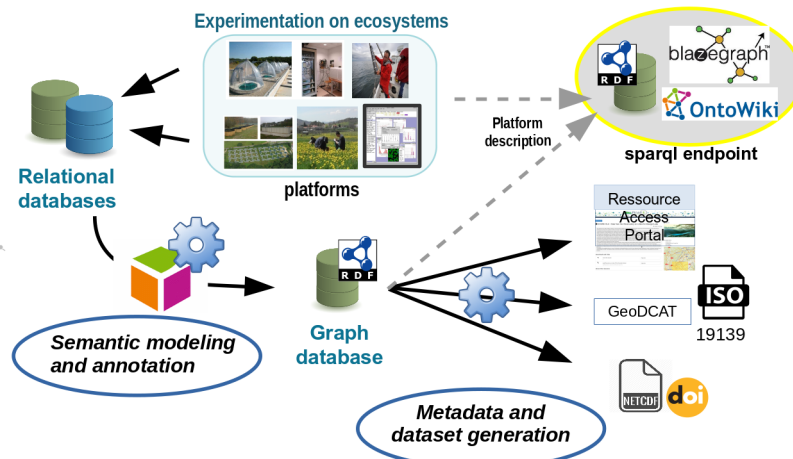 Experimentation on ecosystems
platforms
Relational
databases
Platform
description
RDF
blazegraph™
OntoWiki
sparql endpoint
Semantic modeling
and annotation
RDF
Graph
database
Ressource
Access
Portal
GeoDCAT
ISO
19139
NETCDF
doi
Metadata and
dataset generation